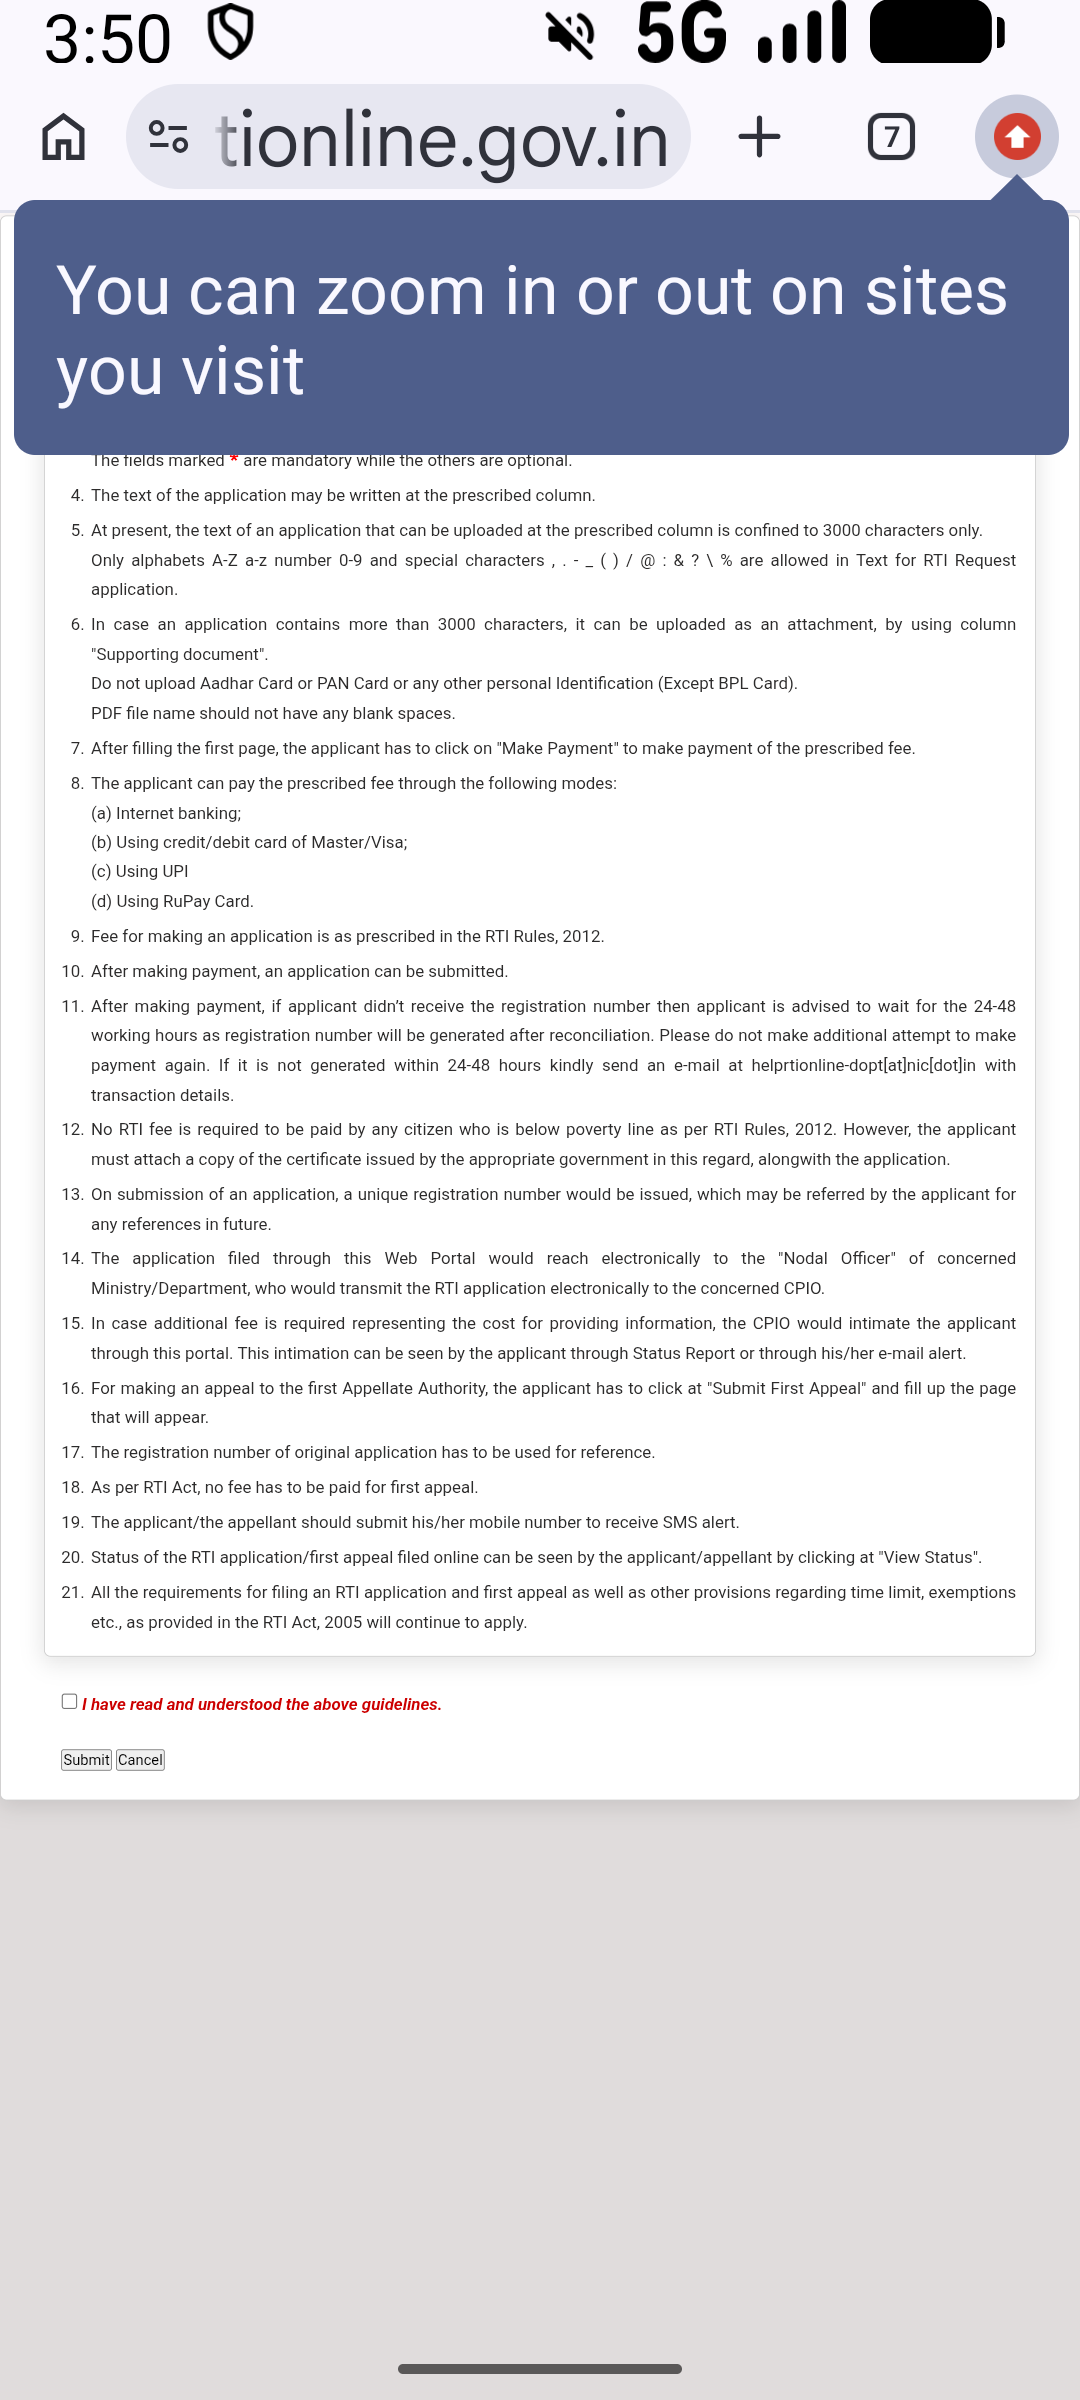 3:50
5G
tionline.gov.in
7
You can zoom in or out on sites
you visit
The fields marked * are mandatory while the others are optional.
4. The text of the application may be written at the prescribed column.
5. At present, the text of an application that can be uploaded at the prescribed column is confined to 3000 characters only.
Only alphabets A-Z a-z number 0-9 and special characters , . - _ ( ) / @ : & ? \ % are allowed in Text for RTI Request
application.
6. In case an application contains more than 3000 characters, it can be uploaded as an attachment, by using column
"Supporting document".
Do not upload Aadhar Card or PAN Card or any other personal Identification (Except BPL Card).
PDF file name should not have any blank spaces.
7. After filling the first page, the applicant has to click on "Make Payment" to make payment of the prescribed fee.
8. The applicant can pay the prescribed fee through the following modes:
(a) Internet banking;
(b) Using credit/debit card of Master/Visa;
(c) Using UPI
(d) Using RuPay Card.
9. Fee for making an application is as prescribed in the RTI Rules, 2012.
10. After making payment, an application can be submitted.
11. After making payment, if applicant didn’t receive the registration number then applicant is advised to wait for the 24-48
working hours as registration number will be generated after reconciliation. Please do not make additional attempt to make
payment again. If it is not generated within 24-48 hours kindly send an e-mail at helprtionline-dopt[at]nic[dot]in with
transaction details.
12. No RTI fee is required to be paid by any citizen who is below poverty line as per RTI Rules, 2012. However, the applicant
must attach a copy of the certificate issued by the appropriate government in this regard, alongwith the application.
13. On submission of an application, a unique registration number would be issued, which may be referred by the applicant for
any references in future.
14. The application filed through this Web Portal would reach electronically to the "Nodal Officer" of concerned
Ministry/Department, who would transmit the RTI application electronically to the concerned CPIO.
15. In case additional fee is required representing the cost for providing information, the CPIO would intimate the applicant
through this portal. This intimation can be seen by the applicant through Status Report or through his/her e-mail alert.
16. For making an appeal to the first Appellate Authority, the applicant has to click at "Submit First Appeal" and fill up the page
that will appear.
17. The registration number of original application has to be used for reference.
18. As per RTI Act, no fee has to be paid for first appeal.
19. The applicant/the appellant should submit his/her mobile number to receive SMS alert.
20. Status of the RTI application/first appeal filed online can be seen by the applicant/appellant by clicking at "View Status".
21. All the requirements for filing an RTI application and first appeal as well as other provisions regarding time limit, exemptions
etc., as provided in the RTI Act, 2005 will continue to apply.
I have read and understood the above guidelines.
Submit Cancel